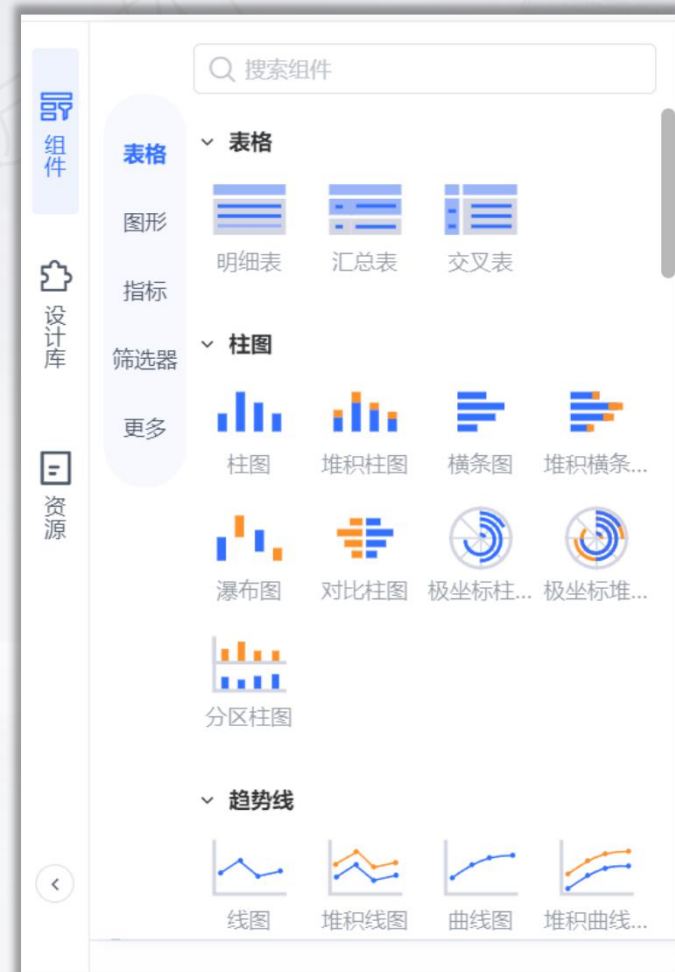 搜索组件
组件
设计库
资源
表格
图形
指标
筛选器
更多
表格
明细表
汇总表
交叉表
柱图
柱图
堆积柱图
横条图
堆积横条...
瀑布图
对比柱图
极坐标柱...
极坐标堆...
分区柱图
趋势线
线图
堆积线图
曲线图
堆积曲线...